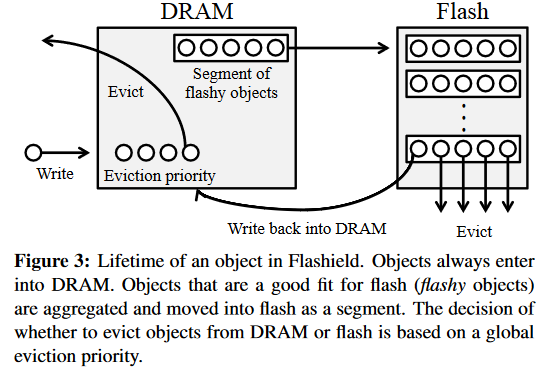 DRAM
Flash
Segment of
flashy objects
Evict
Write
Eviction priority
Write back into DRAM
Evict
Figure 3: Lifetime of an object in Flashield. Objects always enter
into DRAM. Objects that are a good fit for flash (flashy objects)
are aggregated and moved into flash as a segment. The decision of
whether to evict objects from DRAM or flash is based on a global
eviction priority.